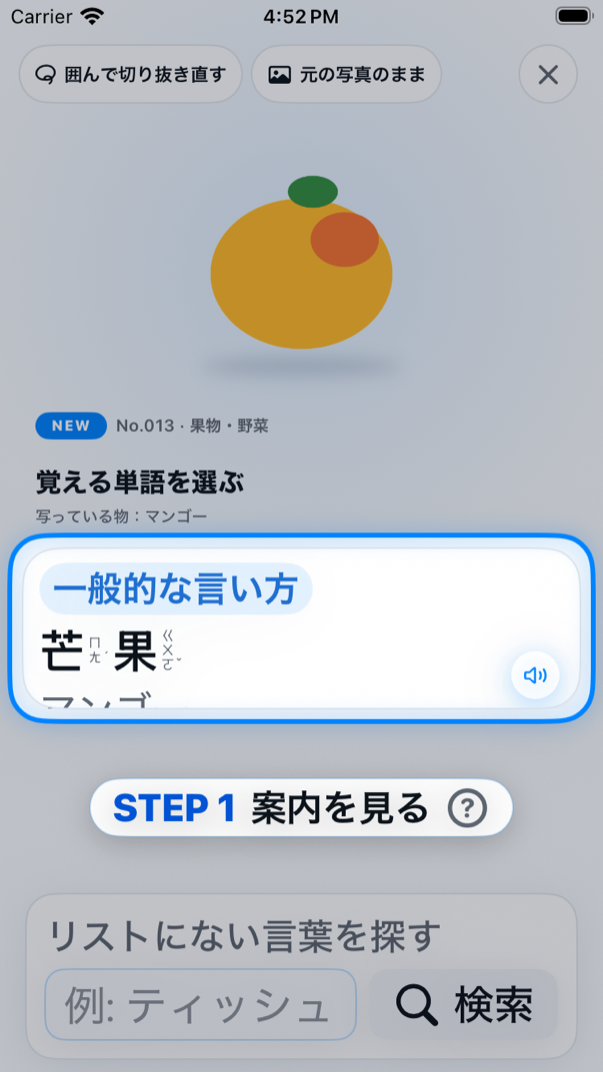 Carrier 4:52 PM
囲んで切り抜き直す 元の写真のまま
NEW No.013 · 果物・野菜
覚える単語を選ぶ
写っている物：マンゴー
一般的な言い方
芒ㄇㄤˊ果ㄍㄨㄛˇ
マンゴー
STEP 1 案内を見る ?
リストにない言葉を探す
例: ティッシュ 検索